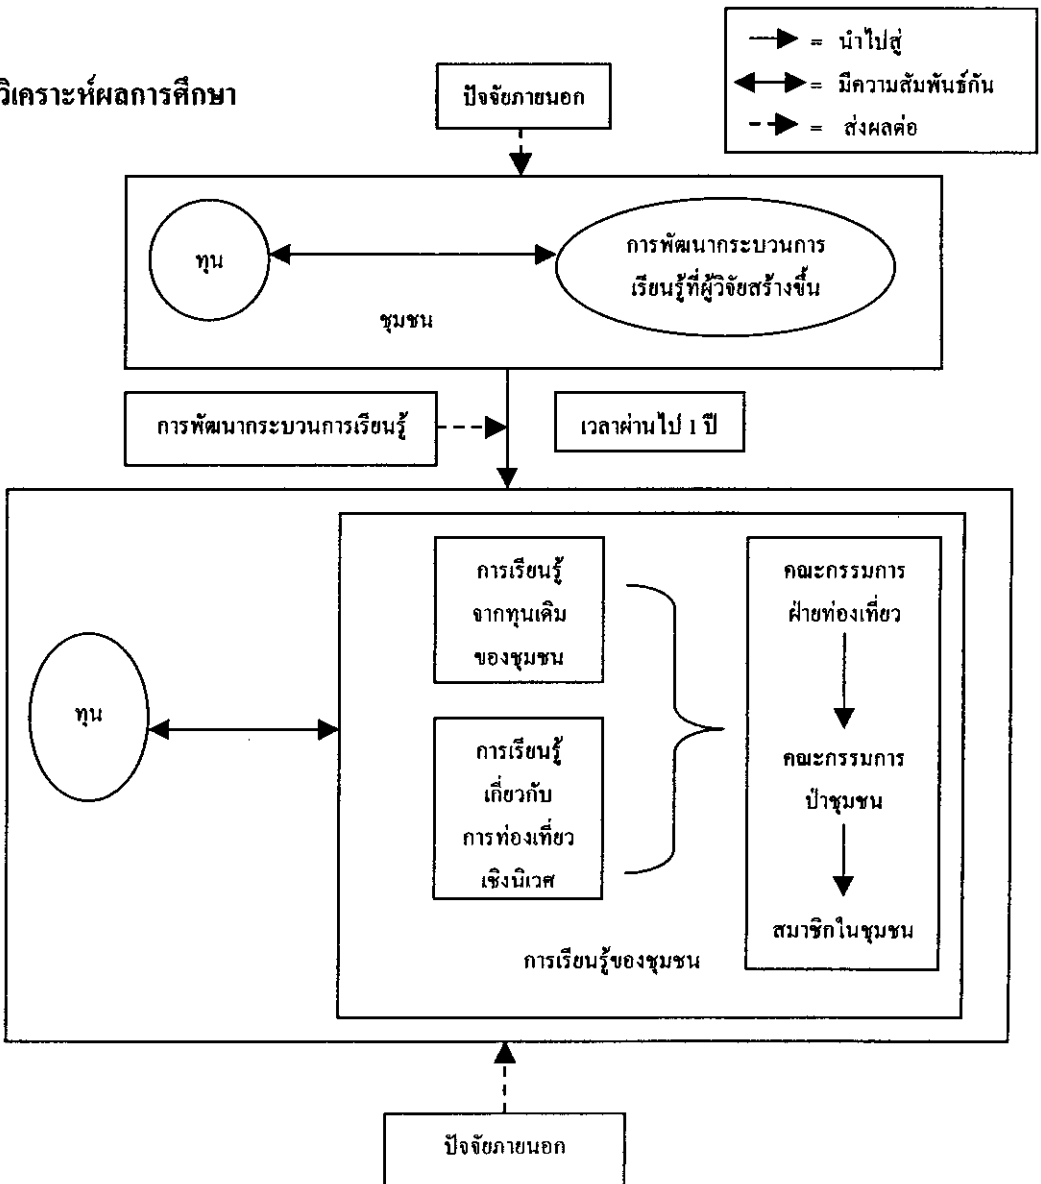 = นำไปสู่
= มีความสัมพันธ์กัน
= ส่งผลต่อ
วิเคราะห์ผลการศึกษา
ปัจจัยภายนอก
ทุน
การพัฒนากระบวนการ
เรียนรู้ที่ผู้วิจัยสร้างขึ้น
ชุมชน
การพัฒนากระบวนการเรียนรู้
เวลาผ่านไป 1 ปี
ทุน
การเรียนรู้
จากทุนเดิม
ของชุมชน
การเรียนรู้
เกี่ยวกับ
การท่องเที่ยว
เชิงนิเวศ
คณะกรรมการ
ฝ่ายท่องเที่ยว
คณะกรรมการ
ป่าชุมชน
สมาชิกในชุมชน
การเรียนรู้ของชุมชน
ปัจจัยภายนอก